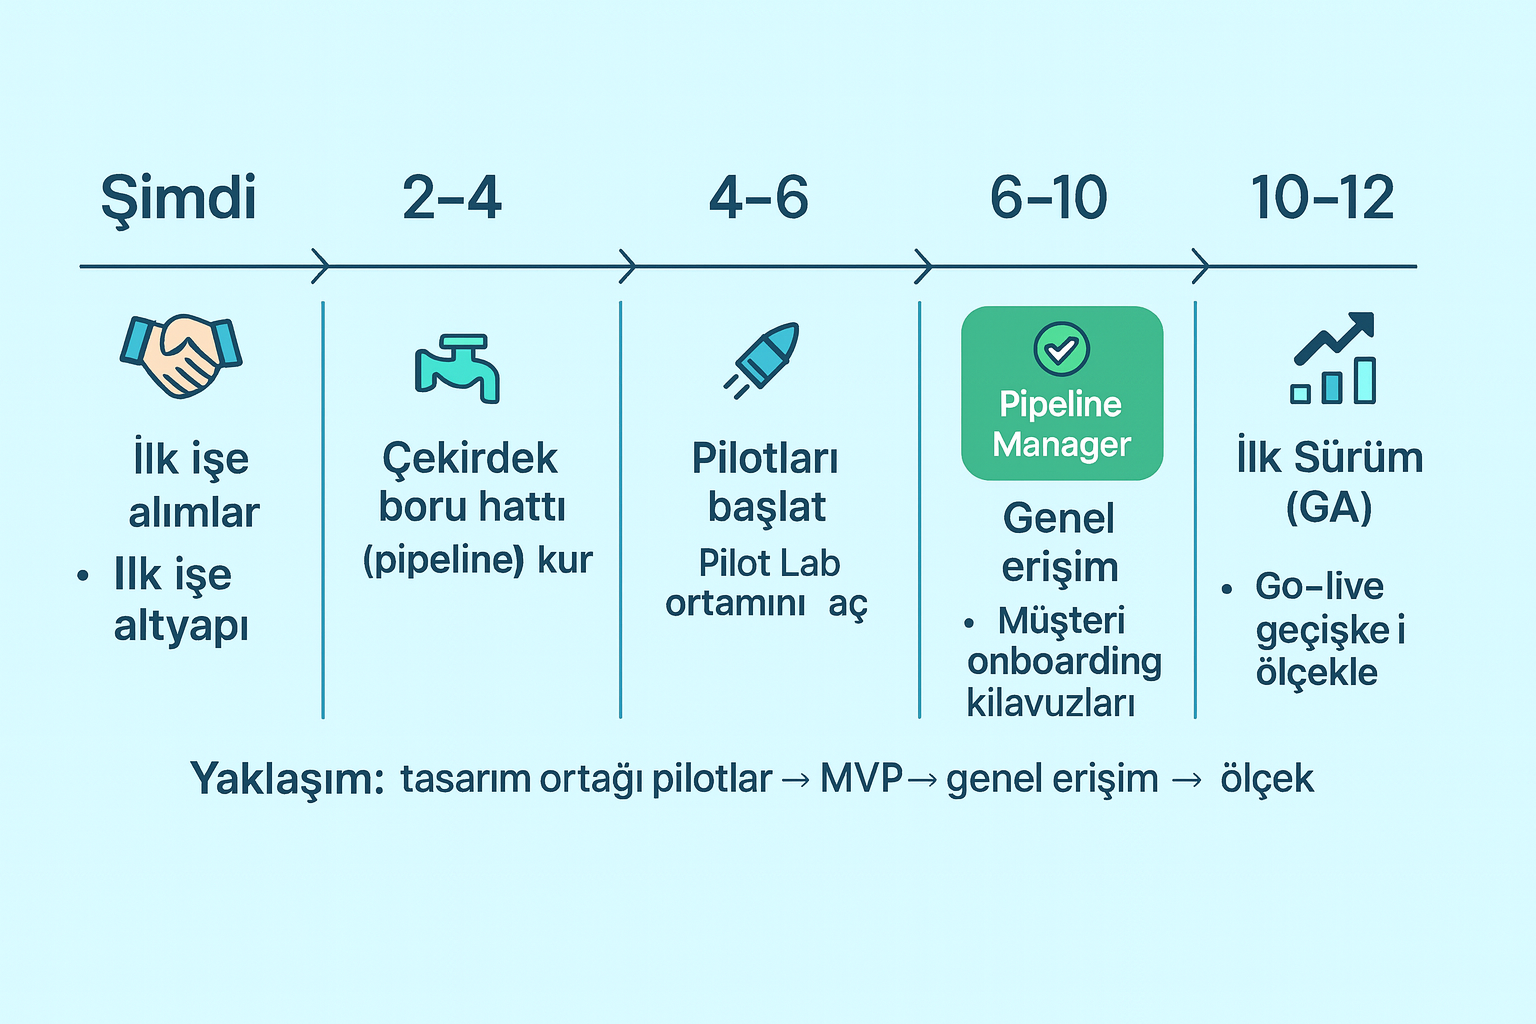 Şimdi
2–4
4–6
6–10
10–12
İlk işe
alımlar
• Ilk işe
altyapı
Çekirdek
boru hattı
(pipeline) kur
Pilotları
başlat
Pilot Lab
ortamını aç
Pipeline
Manager
Genel
erişim
• Müşteri
onboarding
kilavuzları
İlk Sürüm
(GA)
• Go–live
geçişke i
ölçekle
Yaklaşım: tasarım ortağı pilotlar → MVP → genel erişim → ölçek